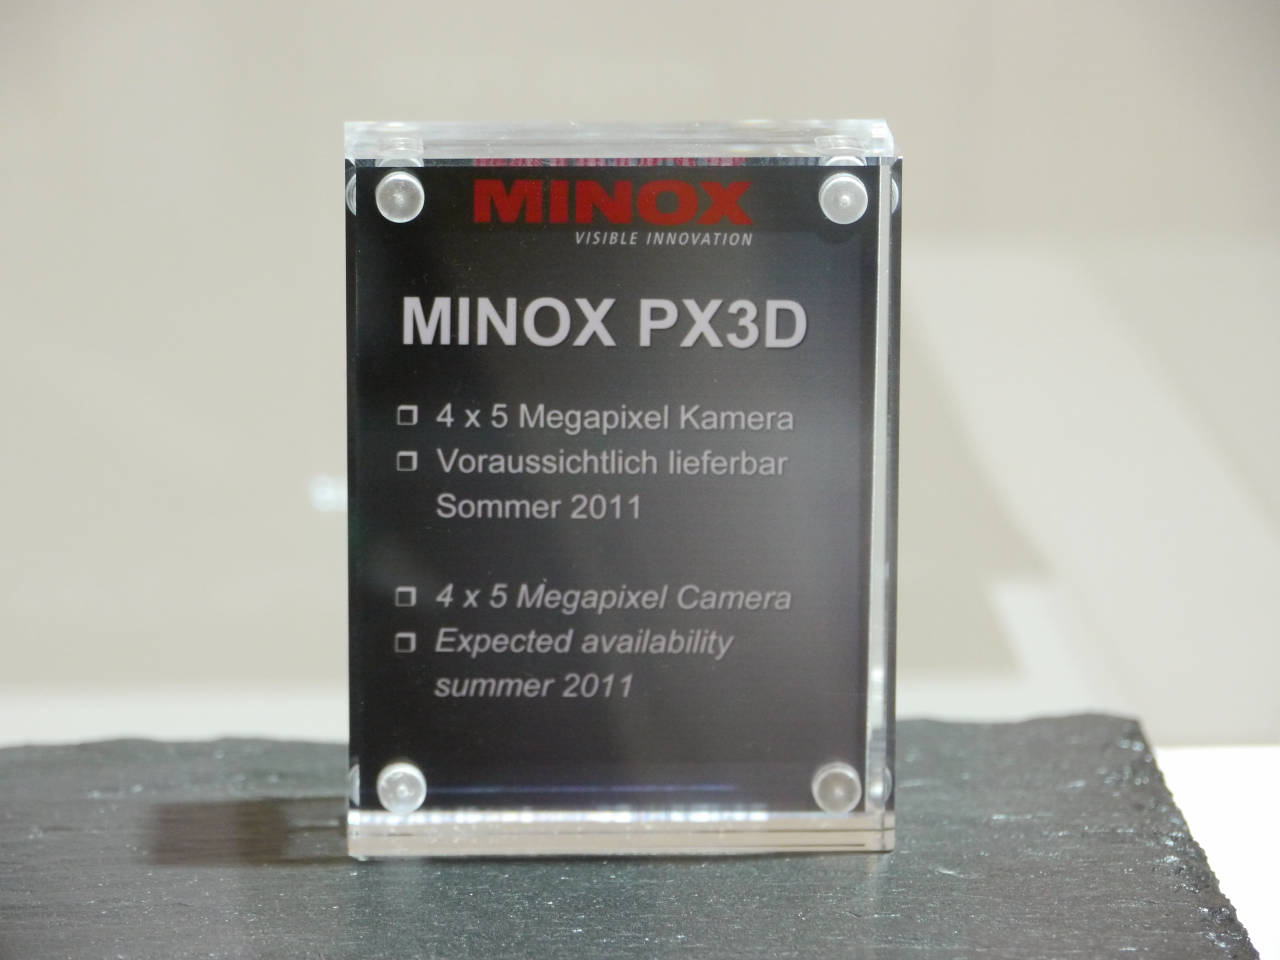 MINOX
VISIBLE INNOVATION
MINOX PX3D
❐ 4 x 5 Megapixel Kamera
❐ Voraussichtlich lieferbar
Sommer 2011
❐ 4 x 5 Megapixel Camera
❐ Expected availability
summer 2011